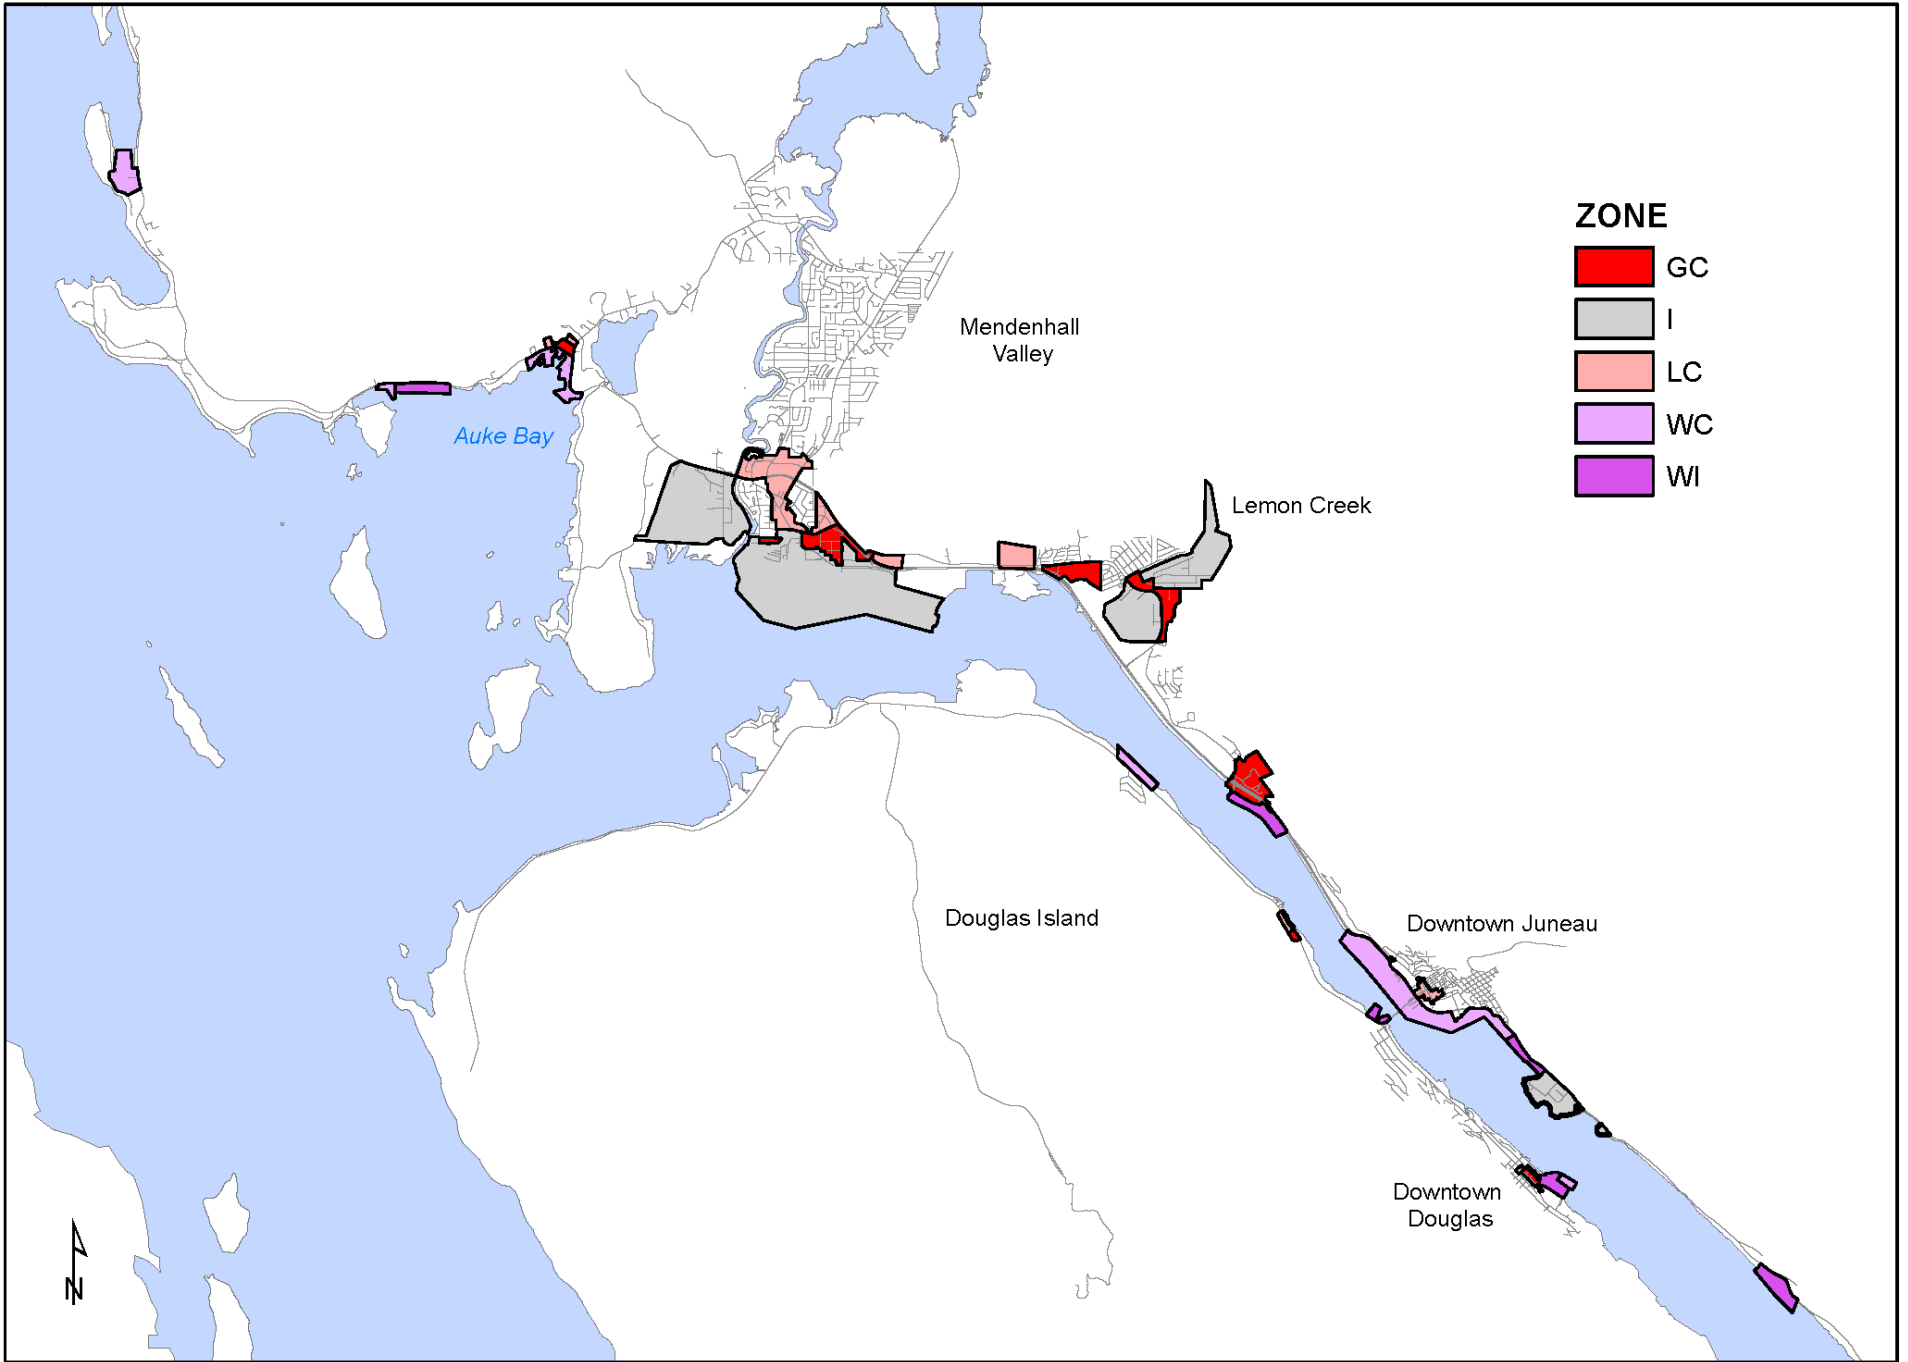 ZONE
GC
I
LC
WC
WI
Mendenhall
Valley
Auke Bay
Lemon Creek
Douglas Island
Downtown Juneau
Downtown
Douglas
N